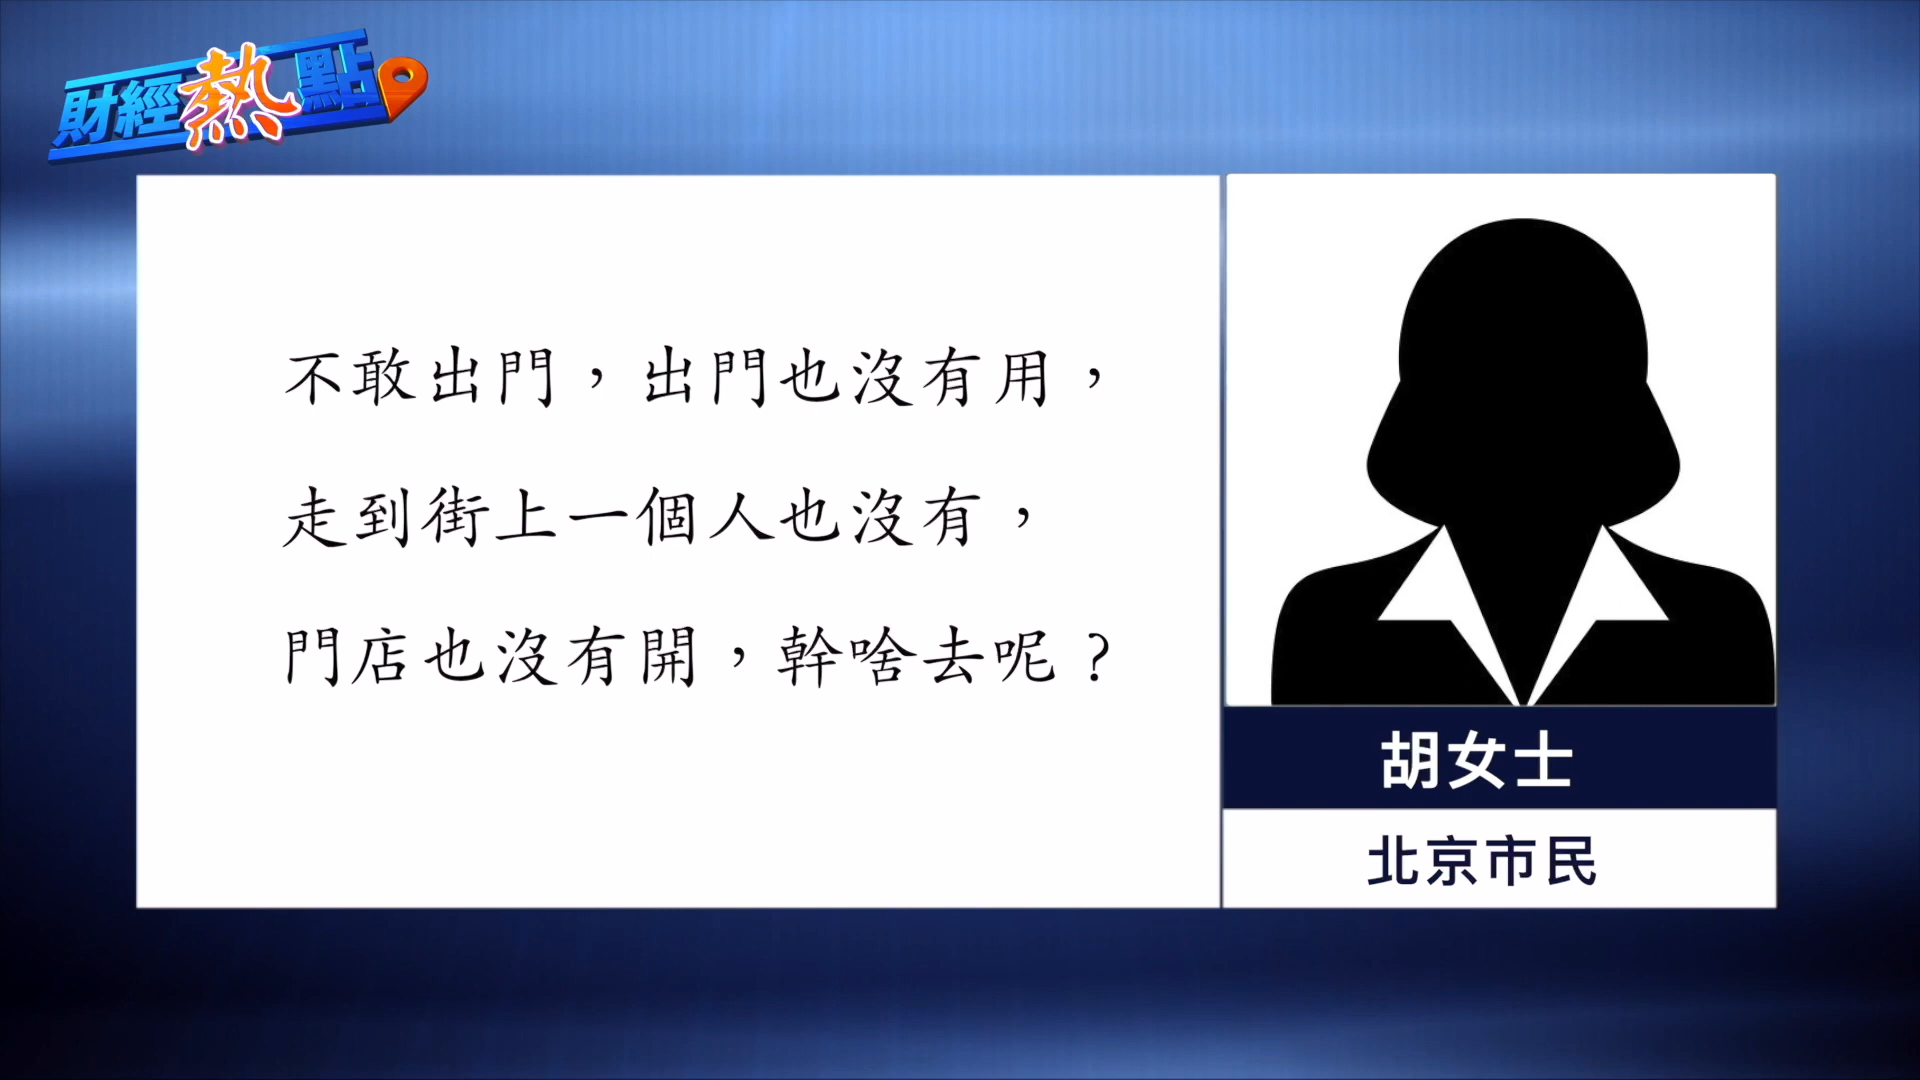 財經熱點
不敢出門，出門也沒有用，
走到街上一個人也沒有，
門店也沒有開，幹啥去呢？
胡女士
北京市民